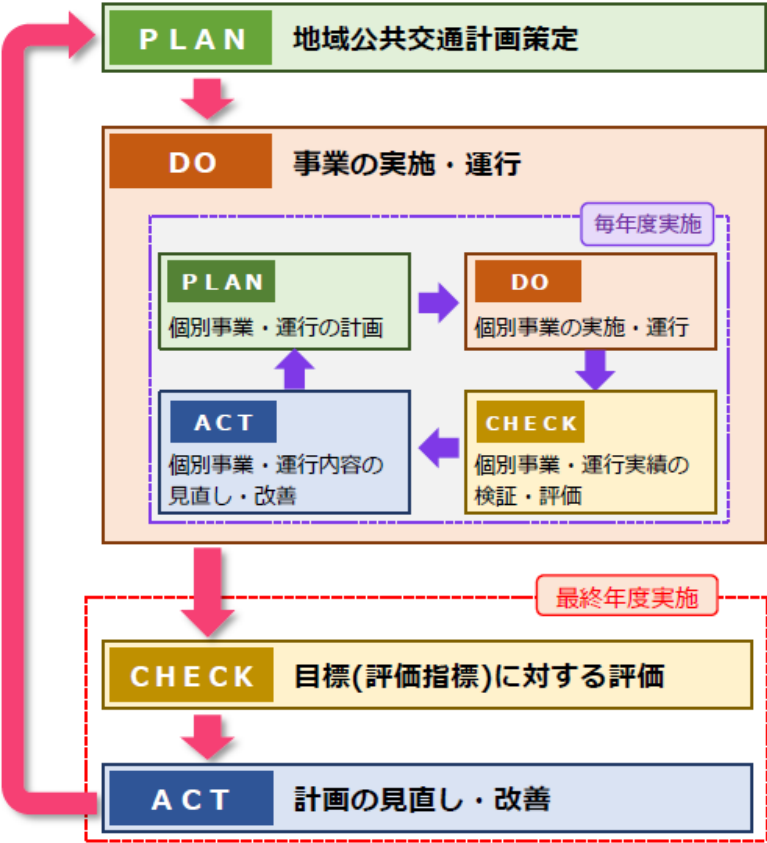 PLAN 地域公共交通計画策定
DO 事業の実施・運行
毎年度実施
PLAN
個別事業・運行の計画
DO
個別事業の実施・運行
ACT
個別事業・運行内容の
見直し・改善
CHECK
個別事業・運行実績の
検証・評価
最終年度実施
CHECK 目標(評価指標)に対する評価
ACT 計画の見直し・改善